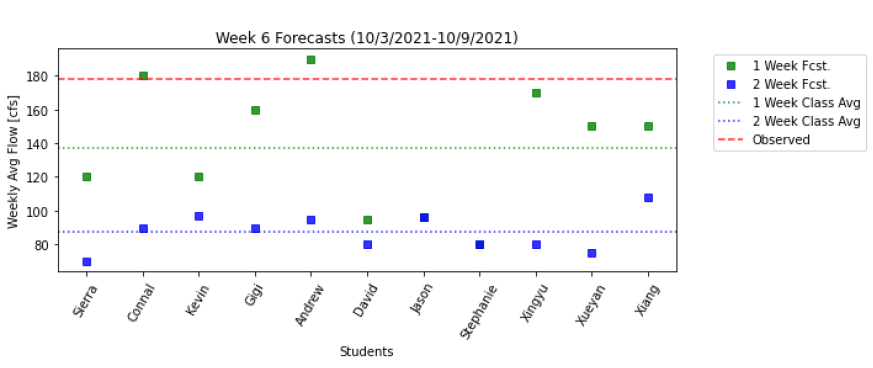 Week 6 Forecasts (10/3/2021-10/9/2021)
Weekly Avg Flow [cfs]
180
160
140
120
100
80
Sierra
Connal
Kevin
Gigi
Andrew
David
Jason
Stephanie
Xingyu
Xueyan
Xiang
Students
1 Week Fcst.
2 Week Fcst.
1 Week Class Avg
2 Week Class Avg
Observed